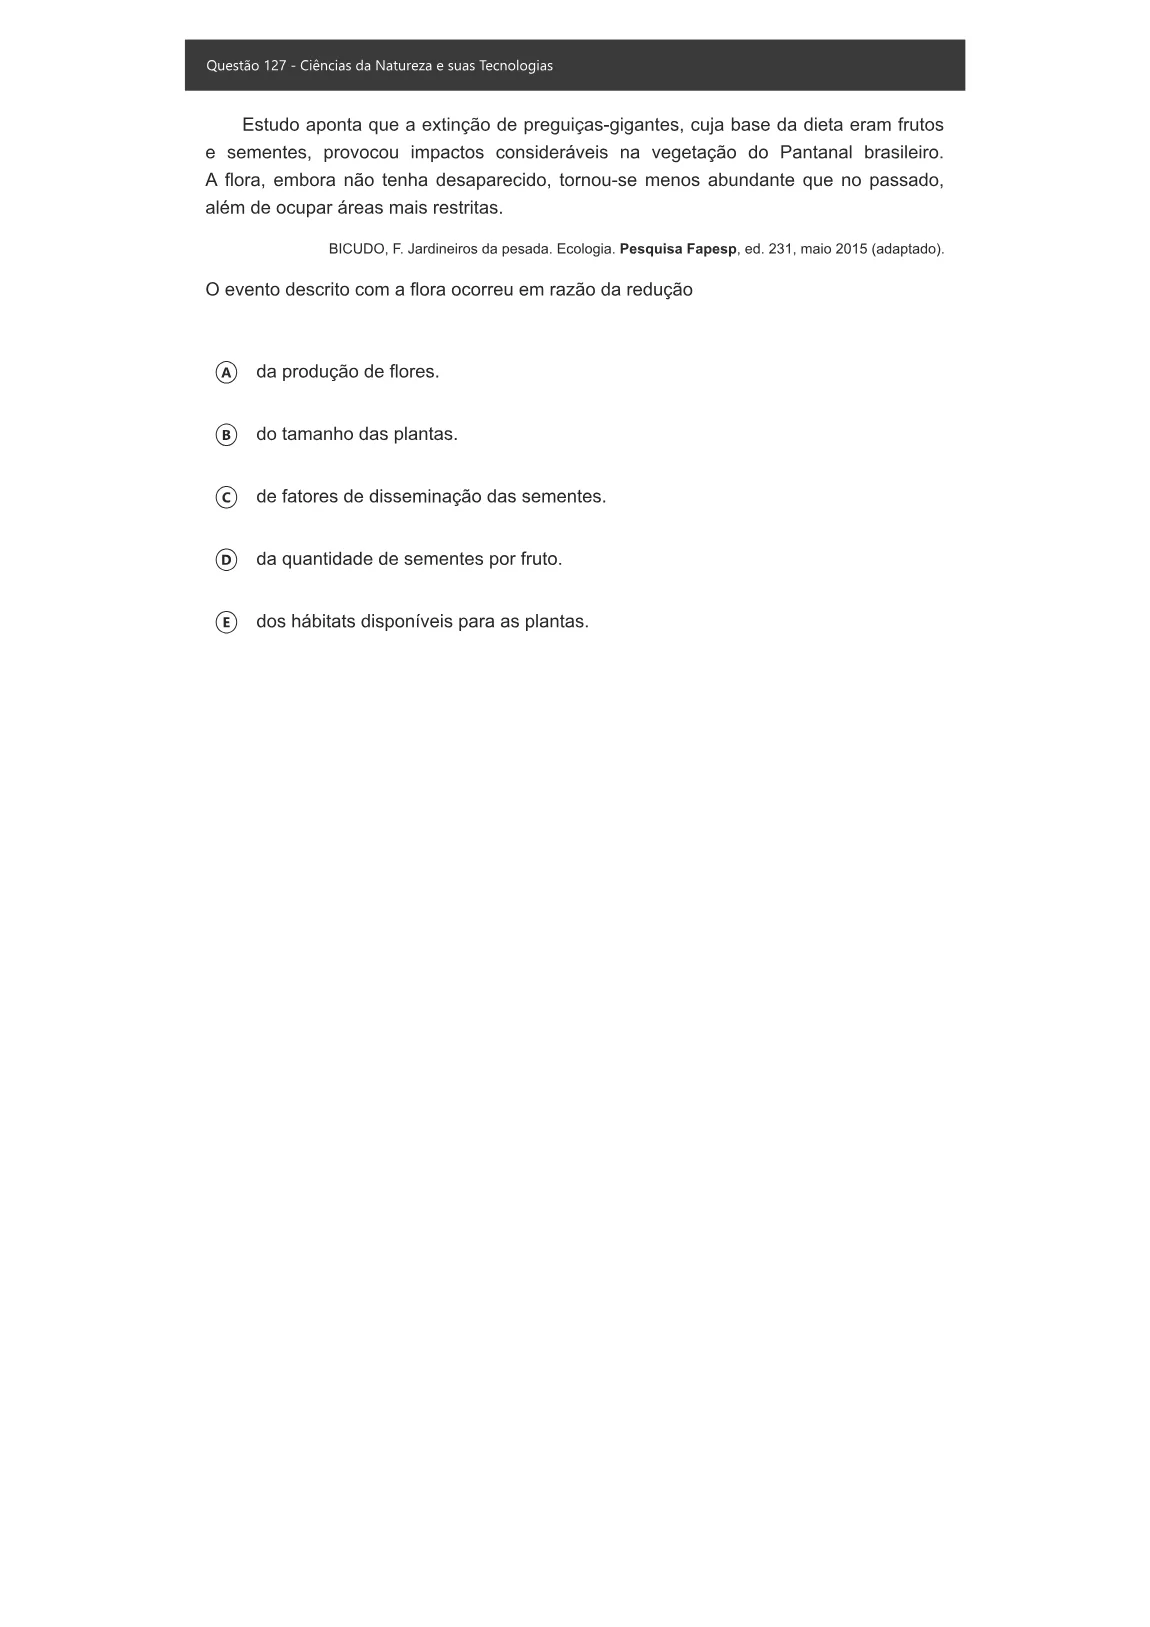 Questão 127 - Ciências da Natureza e suas Tecnologias
Estudo aponta que a extinção de preguiças-gigantes, cuja base da dieta eram frutos
e sementes, provocou impactos consideráveis na vegetação do Pantanal brasileiro.
A flora, embora não tenha desaparecido, tornou-se menos abundante que no passado,
além de ocupar áreas mais restritas.
BICUDO, F. Jardineiros da pesada. Ecologia. Pesquisa Fapesp, ed. 231, maio 2015 (adaptado).
O evento descrito com a flora ocorreu em razão da redução
A da produção de flores.
B do tamanho das plantas.
C de fatores de disseminação das sementes.
D da quantidade de sementes por fruto.
E dos hábitats disponíveis para as plantas.